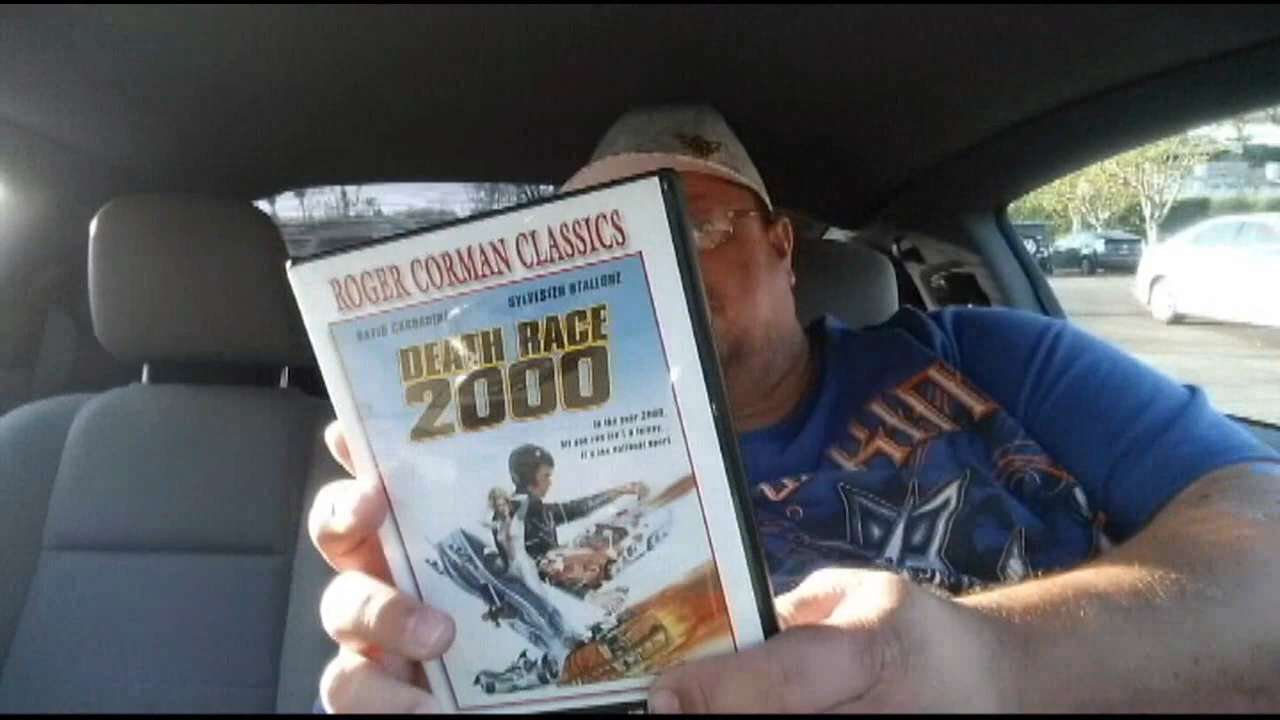 ROGER CORMAN CLASSICS
DAVID CARRADINE
SYLVESTER STALLONE
DEATH RACE
2000
In the year 2000,
hit and run isn't a felony...
it's the national sport